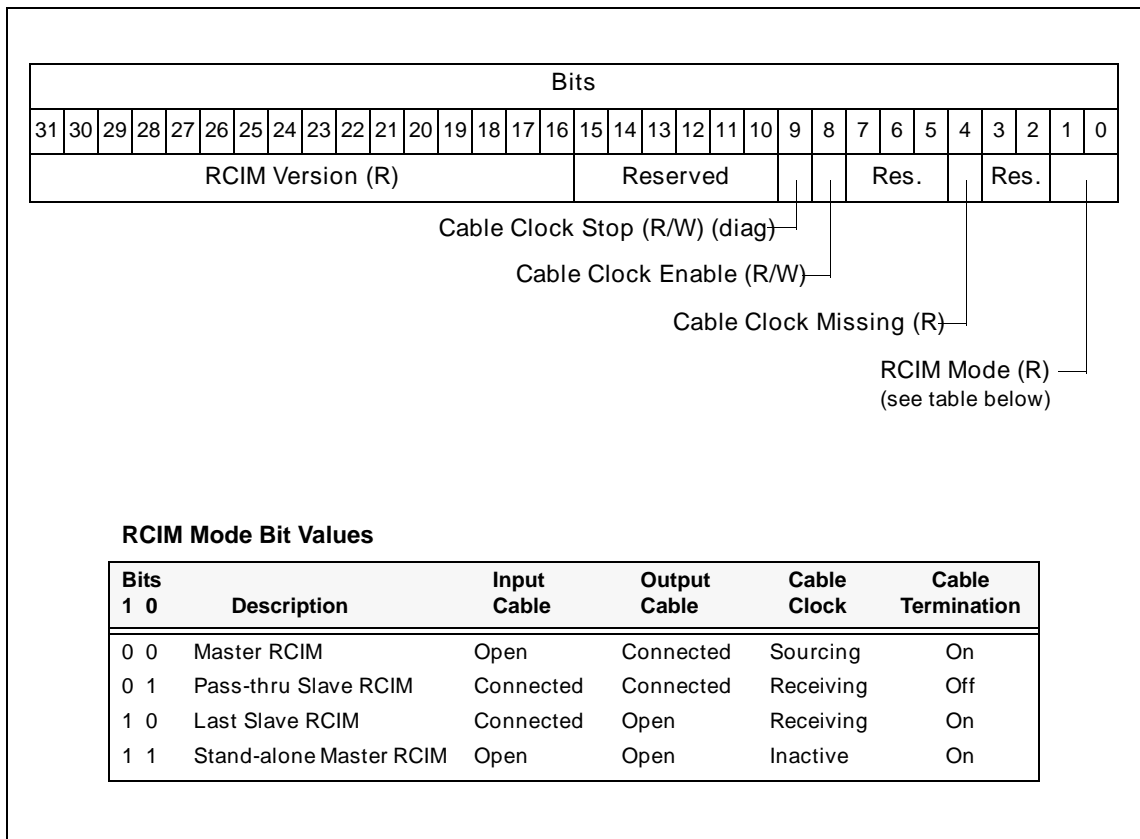 Bits
31 30 29 28 27 26 25 24 23 22 21 20 19 18 17 16 15 14 13 12 11 10 9 8 7 6 5 4 3 2 1 0
RCIM Version (R) Reserved Res. Res.
Cable Clock Stop (R/W) (diag)
Cable Clock Enable (R/W)
Cable Clock Missing (R)
RCIM Mode (R)
(see table below)
RCIM Mode Bit Values
Bits Input Output Cable Cable
1 0 Description Cable Cable Clock Termination
0 0 Master RCIM Open Connected Sourcing On
0 1 Pass-thru Slave RCIM Connected Connected Receiving Off
1 0 Last Slave RCIM Connected Open Receiving On
1 1 Stand-alone Master RCIM Open Open Inactive On